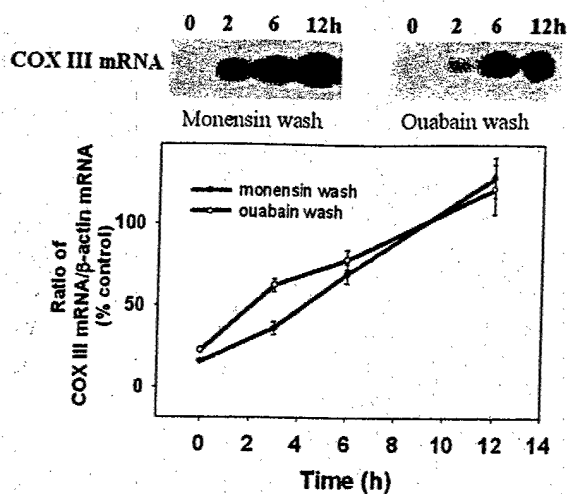 0 2 6 12h 0 2 6 12h
COX III mRNA
Monensin wash Ouabain wash
monensin wash
ouabain wash
100
50
0
Ratio of
COX III mRNA/β-actin mRNA
(% control)
0 2 4 6 8 10 12 14
Time (h)